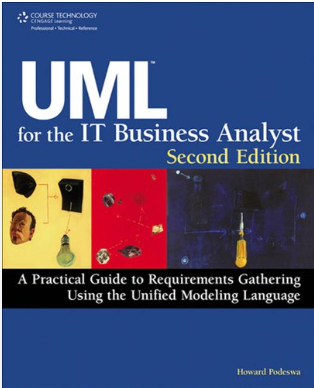 COURSE TECHNOLOGY
CENGAGE Learning
Professional • Technical • Reference
UML™
for the IT Business Analyst
Second Edition
A Practical Guide to Requirements Gathering
Using the Unified Modeling Language
Howard Podeswa